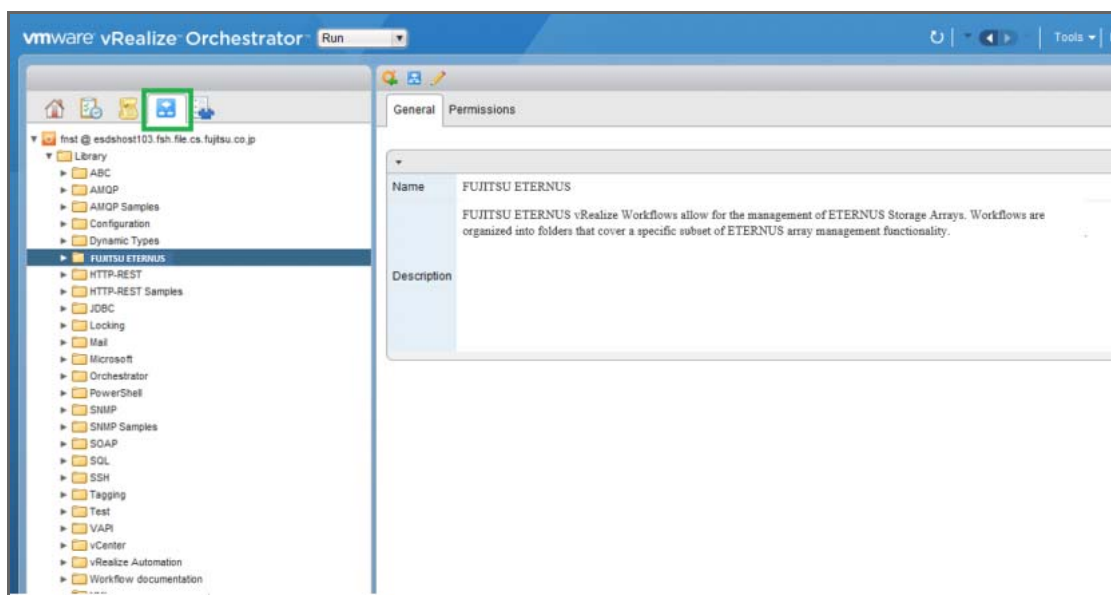 vmware vRealize Orchestrator Run
Tools
General Permissions
fnst @ esdshost103.fsh.file.cs.fujitsu.co.jp
Library
ABC
AMQP
AMQP Samples
Configuration
Dynamic Types
FUJITSU ETERNUS
HTTP-REST
HTTP-REST Samples
JDBC
Locking
Mail
Microsoft
Orchestrator
PowerShell
SNMP
SNMP Samples
SOAP
SQL
SSH
Tagging
Test
VAPI
vCenter
vRealize Automation
Workflow documentation
Name FUJITSU ETERNUS
Description
FUJITSU ETERNUS vRealize Workflows allow for the management of ETERNUS Storage Arrays. Workflows are
organized into folders that cover a specific subset of ETERNUS array management functionality.